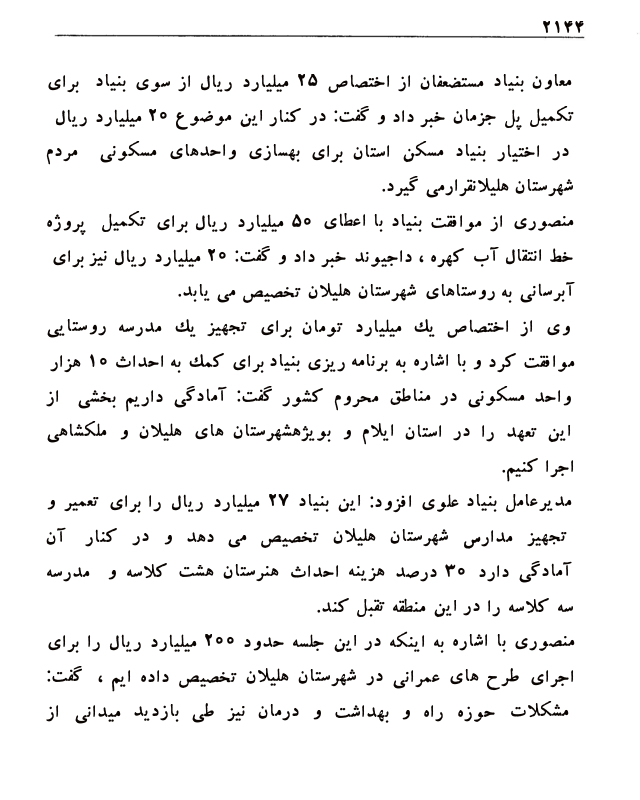 ۲۱۴۴
معاون بنیاد مستضعفان از اختصاص ۲۵ میلیارد ریال از سوی بنیاد برای
تکمیل پل جزمان خبر داد و گفت: در کنار این موضوع ۲۰ میلیارد ریال
در اختیار بنیاد مسکن استان برای بهسازی واحدهای مسکونی مردم
شهرستان هلیلانقرارمی گیرد.
منصوری از موافقت بنیاد با اعطای ۵۰ میلیارد ریال برای تکمیل پروژه
خط انتقال آب کهره ، داجیوند خبر داد و گفت: ۲۰ میلیارد ریال نیز برای
آبرسانی به روستاهای شهرستان هلیلان تخصیص می یابد.
وی از اختصاص یك میلیارد تومان برای تجهیز یك مدرسه روستایی
موافقت کرد و با اشاره به برنامه ریزی بنیاد برای کمك به احداث ۱۰ هزار
واحد مسکونی در مناطق محروم کشور گفت: آمادگی داریم بخشی از
این تعهد را در استان ایلام و بویژهشهرستان های هلیلان و ملکشاهی
اجرا کنیم.
مدیرعامل بنیاد علوی افزود: این بنیاد ۲۷ میلیارد ریال را برای تعمیر و
تجهیز مدارس شهرستان هلیلان تخصیص می دهد و در کنار آن
آمادگی دارد ۳۰ درصد هزینه احداث هنرستان هشت کلاسه و مدرسه
سه کلاسه را در این منطقه تقبل کند.
منصوری با اشاره به اینکه در این جلسه حدود ۲۰۰ میلیارد ریال را برای
اجرای طرح های عمرانی در شهرستان هلیلان تخصیص داده ایم ، گفت:
مشکلات حوزه راه و بهداشت و درمان نیز طی بازدید میدانی از